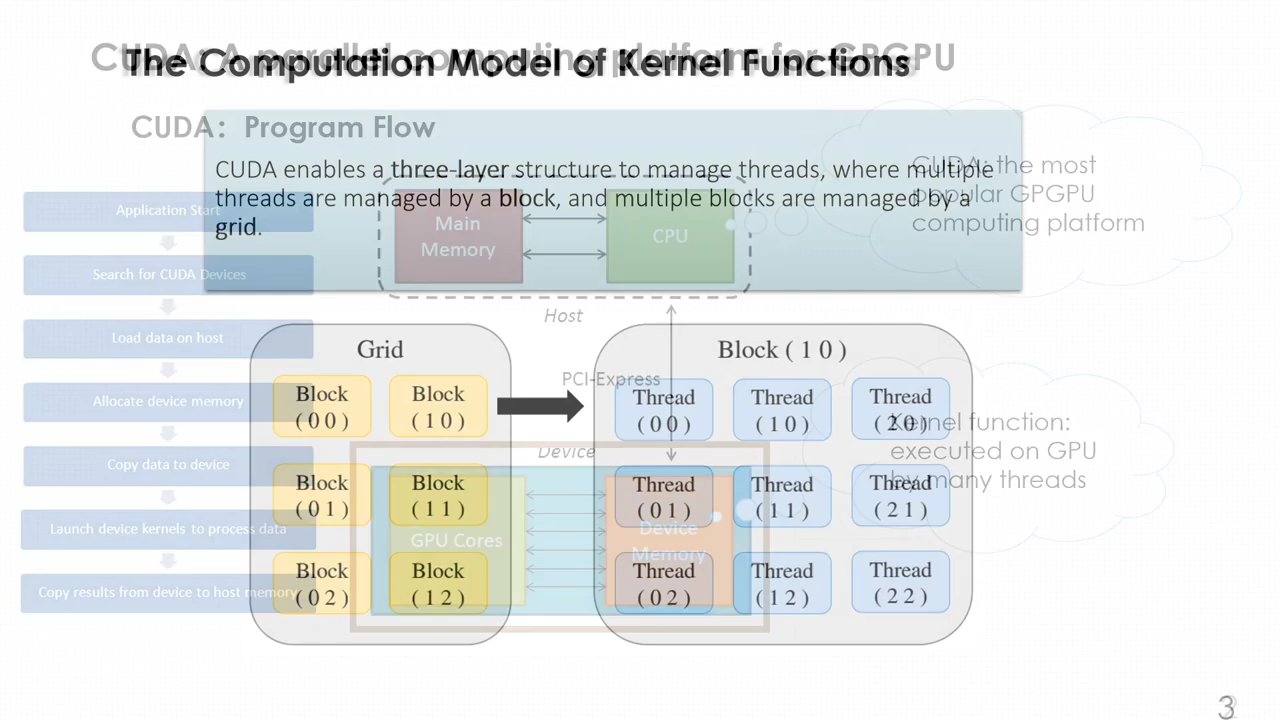 CUDA: A parallel computing platform for GPGPU
The Computation Model of Kernel Functions
CUDA: Program Flow
CUDA enables a three-layer structure to manage threads, where multiple
threads are managed by a block, and multiple blocks are managed by a
grid.
CUDA: the most
popular GPGPU
computing platform
Application Start
Search for CUDA Devices
Load data on host
Allocate device memory
Copy data to device
Launch device kernels to process data
Copy results from device to host memory
Main
Memory
CPU
Host
PCI-Express
Device
GPU Cores
Device
Memory
Kernel function:
executed on GPU
by many threads
Grid
Block
( 0 0 )
Block
( 1 0 )
Block
( 0 1 )
Block
( 1 1 )
Block
( 0 2 )
Block
( 1 2 )
Block ( 1 0 )
Thread
( 0 0 )
Thread
( 1 0 )
Thread
( 2 0 )
Thread
( 0 1 )
Thread
( 1 1 )
Thread
( 2 1 )
Thread
( 0 2 )
Thread
( 1 2 )
Thread
( 2 2 )
3